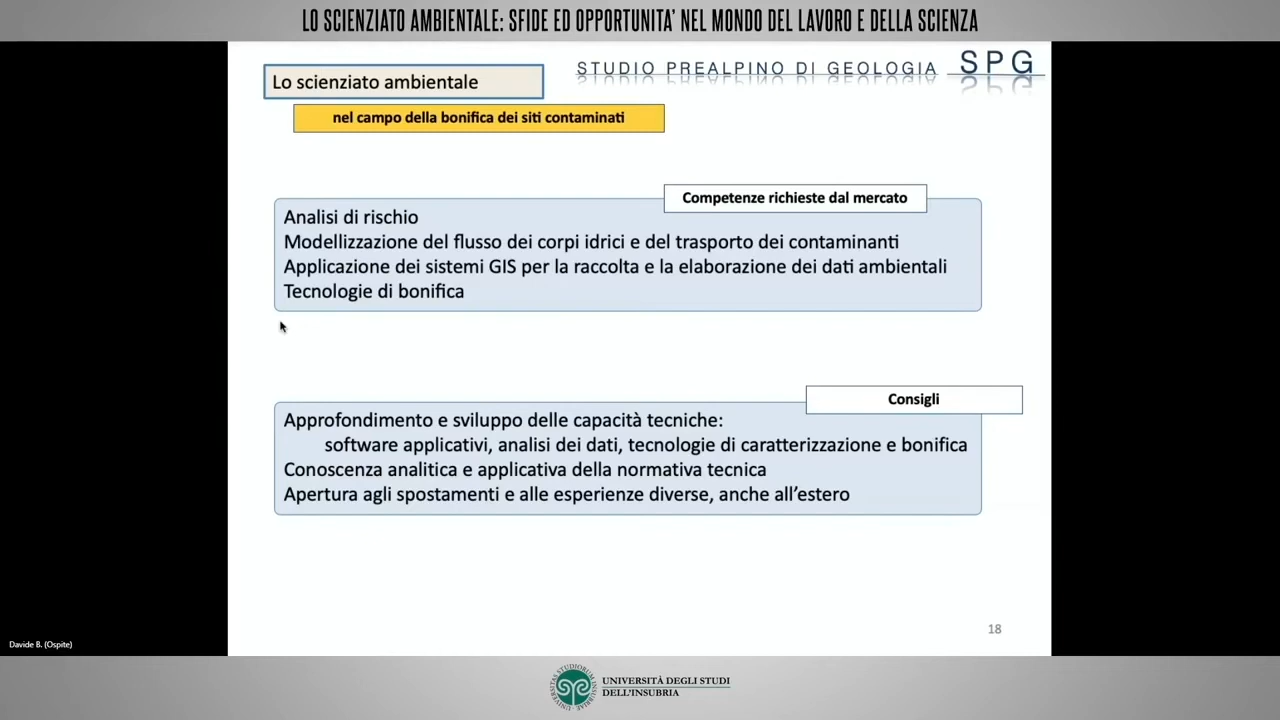 LO SCIENZIATO AMBIENTALE: SFIDE ED OPPORTUNITA' NEL MONDO DEL LAVORO E DELLA SCIENZA
STUDIO PREALPINO DI GEOLOGIA SPG
Lo scienziato ambientale
nel campo della bonifica dei siti contaminati
Competenze richieste dal mercato
Analisi di rischio
Modellizzazione del flusso dei corpi idrici e del trasporto dei contaminanti
Applicazione dei sistemi GIS per la raccolta e la elaborazione dei dati ambientali
Tecnologie di bonifica
Consigli
Approfondimento e sviluppo delle capacità tecniche:
software applicativi, analisi dei dati, tecnologie di caratterizzazione e bonifica
Conoscenza analitica e applicativa della normativa tecnica
Apertura agli spostamenti e alle esperienze diverse, anche all’estero
18
Davide B. (Ospite)
UNIVERSITÀ DEGLI STUDI
DELL'INSUBRIA